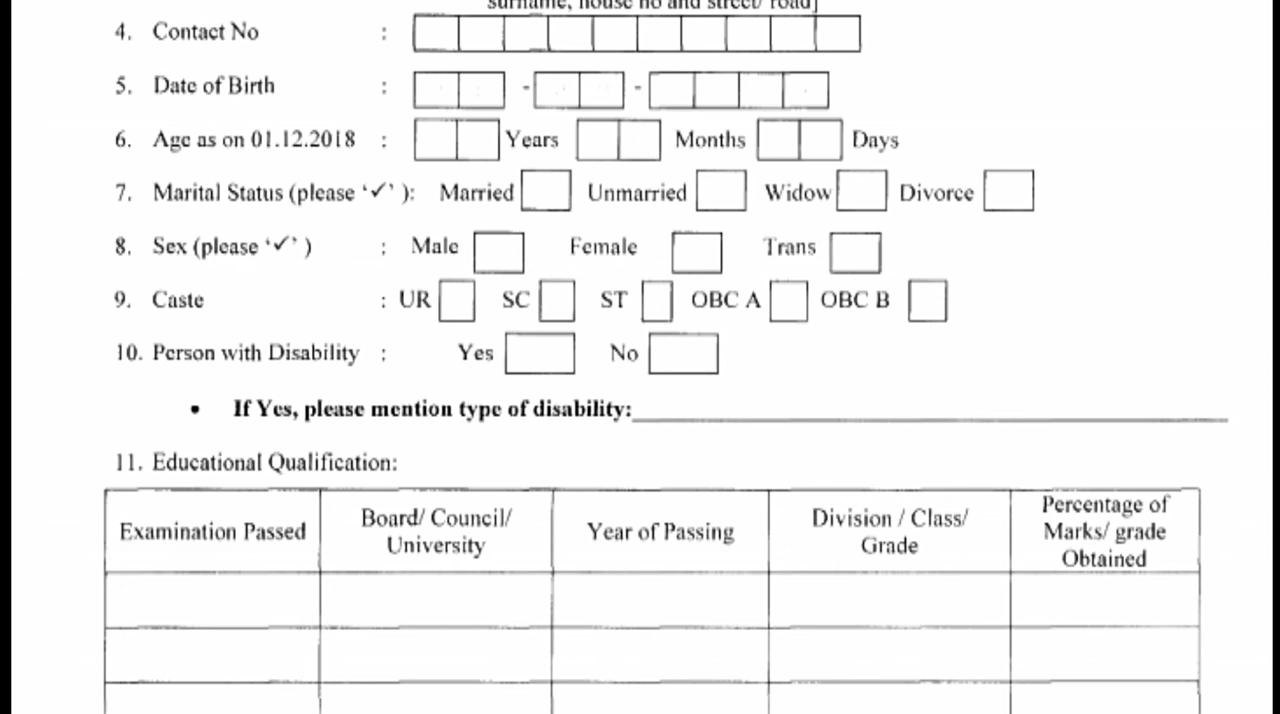 surname, house no and street/ road]
4. Contact No :
5. Date of Birth : - -
6. Age as on 01.12.2018 : Years Months Days
7. Marital Status (please ‘✓’ ): Married Unmarried Widow Divorce
8. Sex (please ‘✓’ ) : Male Female Trans
9. Caste : UR SC ST OBC A OBC B
10. Person with Disability : Yes No
• If Yes, please mention type of disability:
11. Educational Qualification:
Examination Passed
Board/ Council/
University
Year of Passing
Division / Class/
Grade
Percentage of
Marks/ grade
Obtained